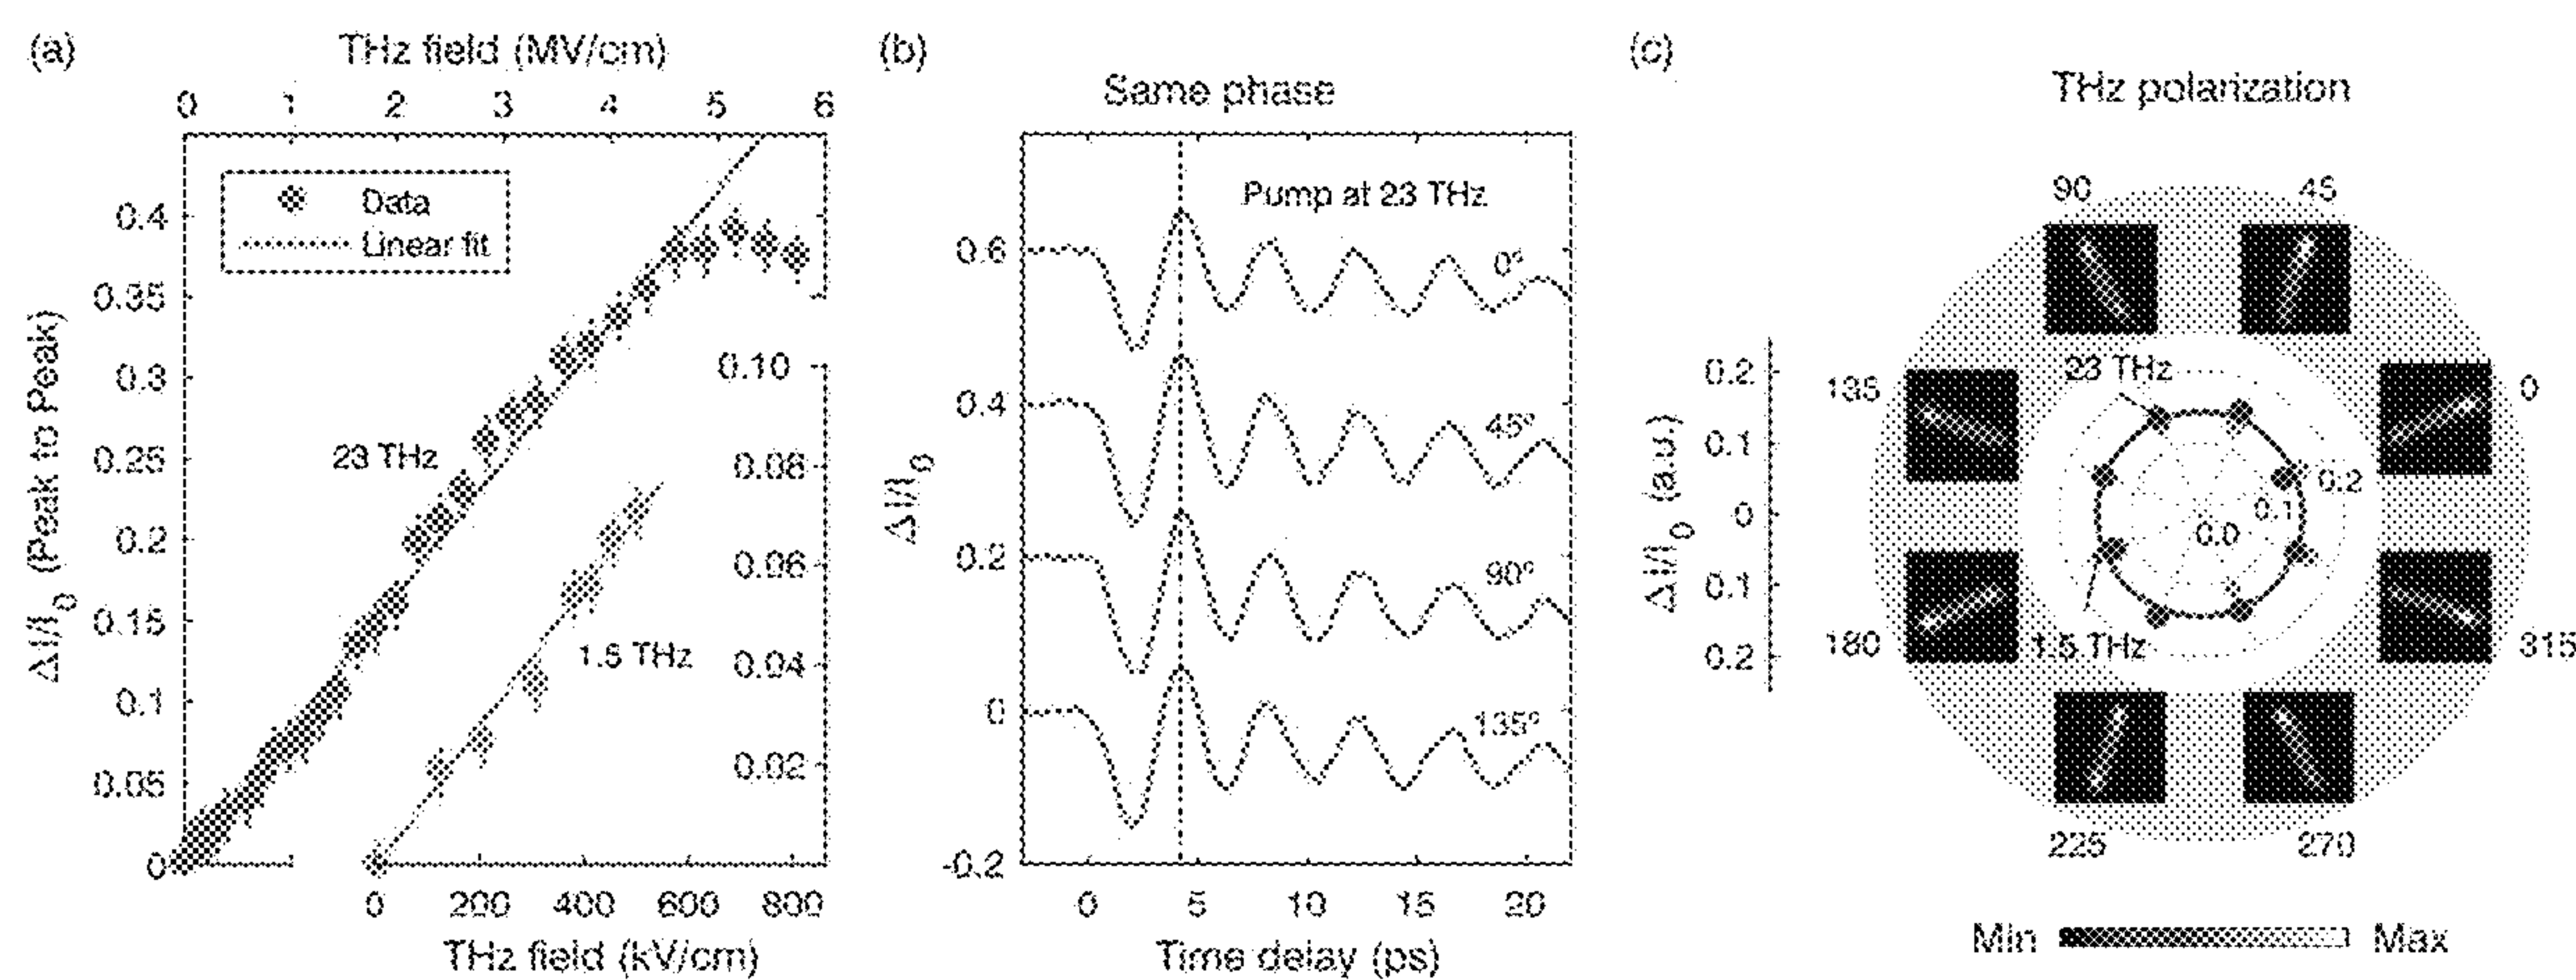 (a)
THz field (MV/cm)
0 1 2 3 4 5 6
Data
Linear fit
ΔI/I0 (Peak to Peak)
0.4
0.35
0.3
0.25
0.2
0.15
0.1
0.05
0
23 THz
1.5 THz
0.10
0.08
0.06
0.04
0.02
0 200 400 600 800
THz field (kV/cm)
(b)
Same phase
Pump at 23 THz
ΔI/I0
0.6
0.4
0.2
0
-0.2
0°
45°
90°
135°
0 5 10 15 20
Time delay (ps)
(c)
THz polarization
90 45
135 0
180 315
225 270
23 THz
1.5 THz
0.2
0.1
0.0
ΔI/I0 (a.u.)
0.2
0.1
0
0.1
0.2
Min Max